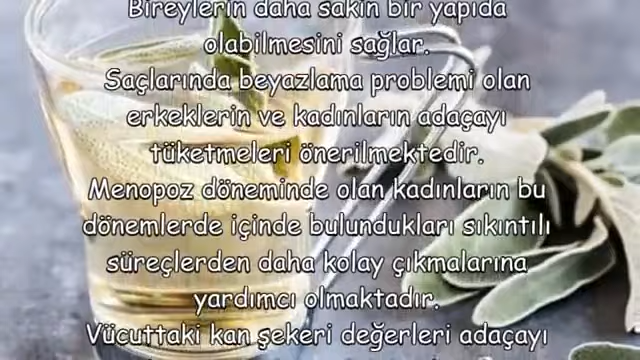 Bireylerin daha sakin bir yapıda
olabilmesini sağlar.
Saçlarında beyazlama problemi olan
erkeklerin ve kadınların adaçayı
tüketmeleri önerilmektedir.
Menopoz döneminde olan kadınların bu
dönemlerde içinde bulundukları sıkıntılı
süreçlerden daha kolay çıkmalarına
yardımcı olmaktadır.
Vücuttaki kan şekeri değerleri adaçayı